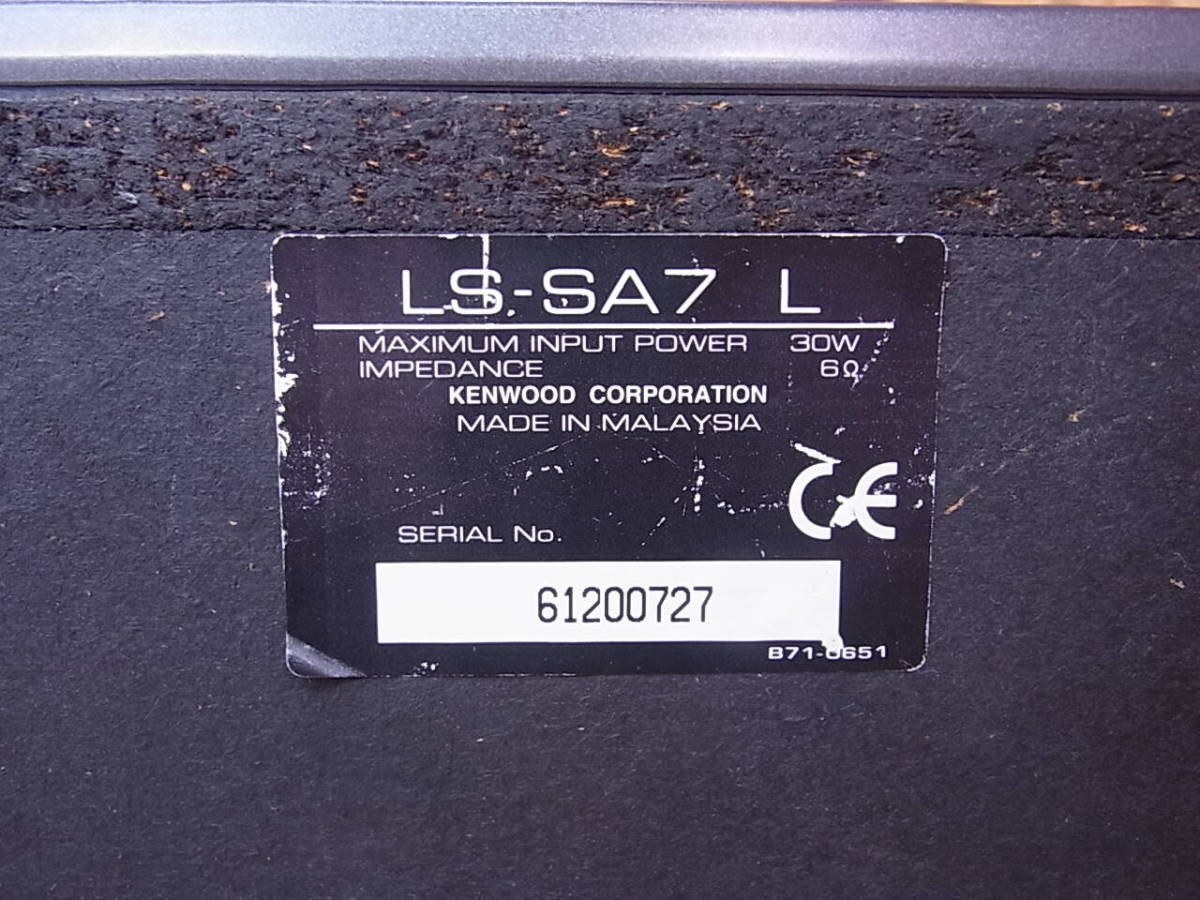 LS-SA7 L
MAXIMUM INPUT POWER 30W
IMPEDANCE 6Ω
KENWOOD CORPORATION
MADE IN MALAYSIA
CE
SERIAL No.
61200727
B71-0651